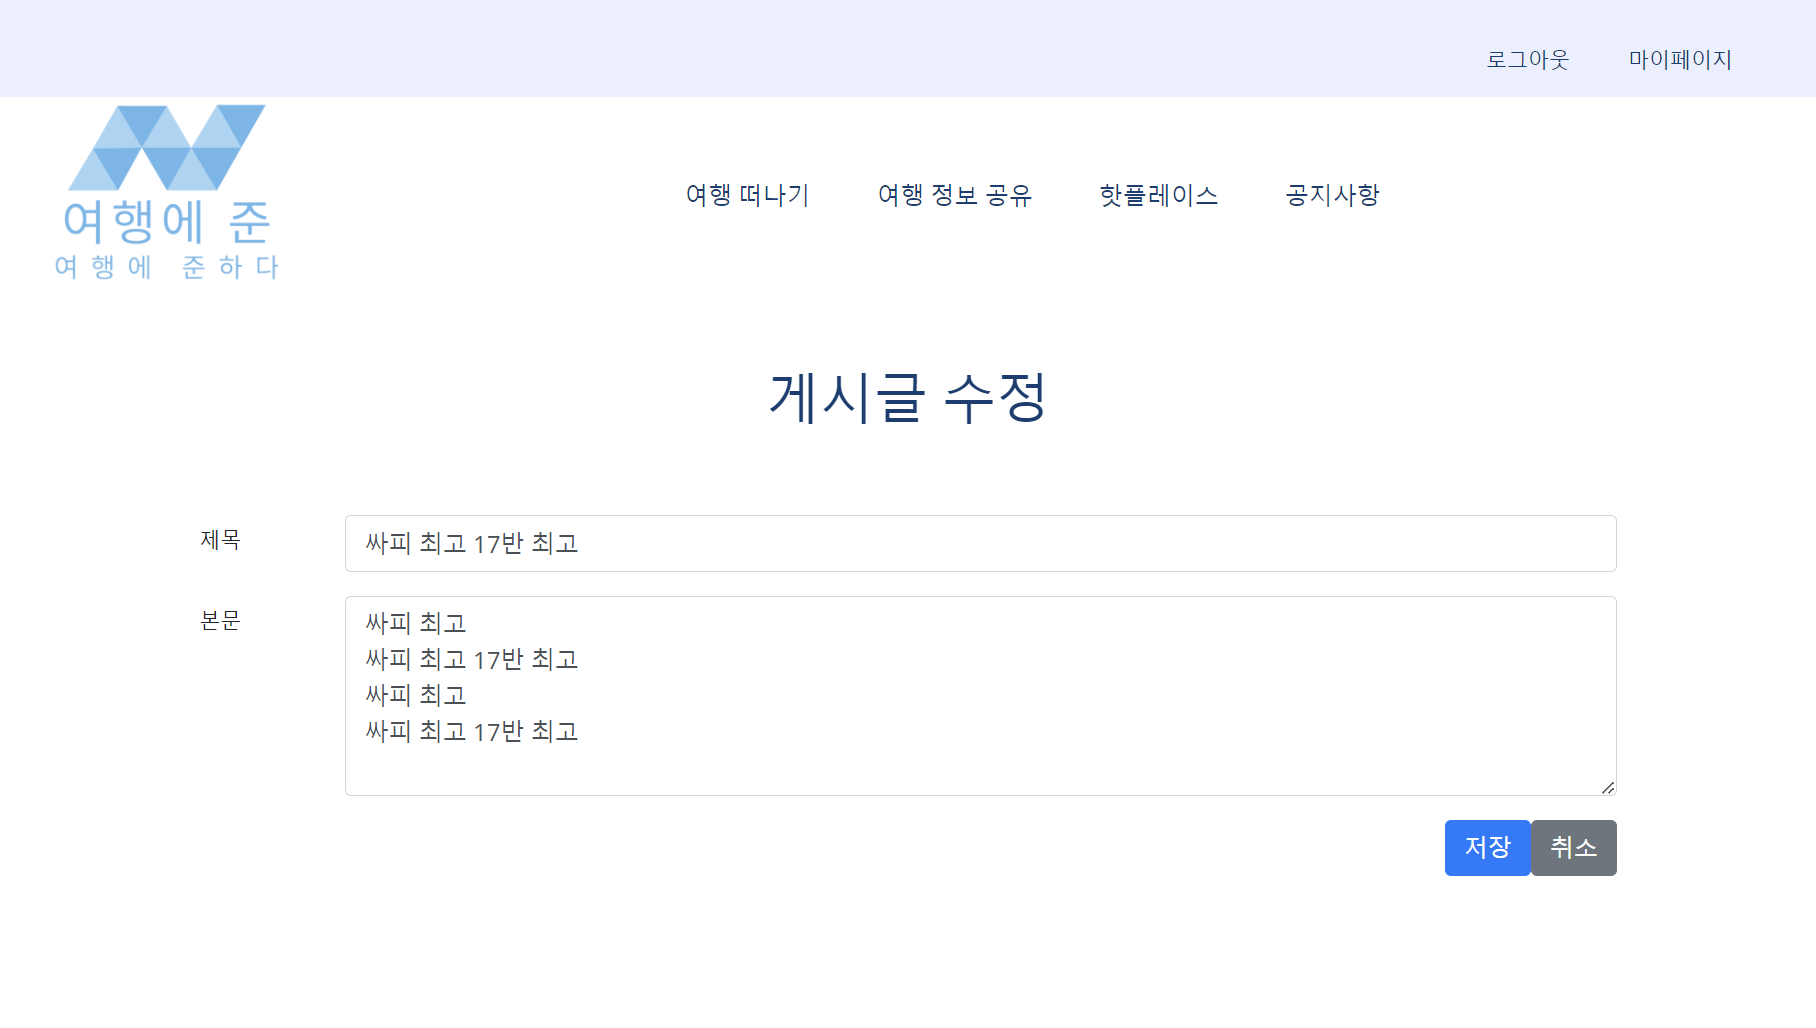 로그아웃 마이페이지
여행에 준
여행에 준하다
여행 떠나기 여행 정보 공유 핫플레이스 공지사항
게시글 수정
제목
싸피 최고 17반 최고
본문
싸피 최고
싸피 최고 17반 최고
싸피 최고
싸피 최고 17반 최고
저장 취소